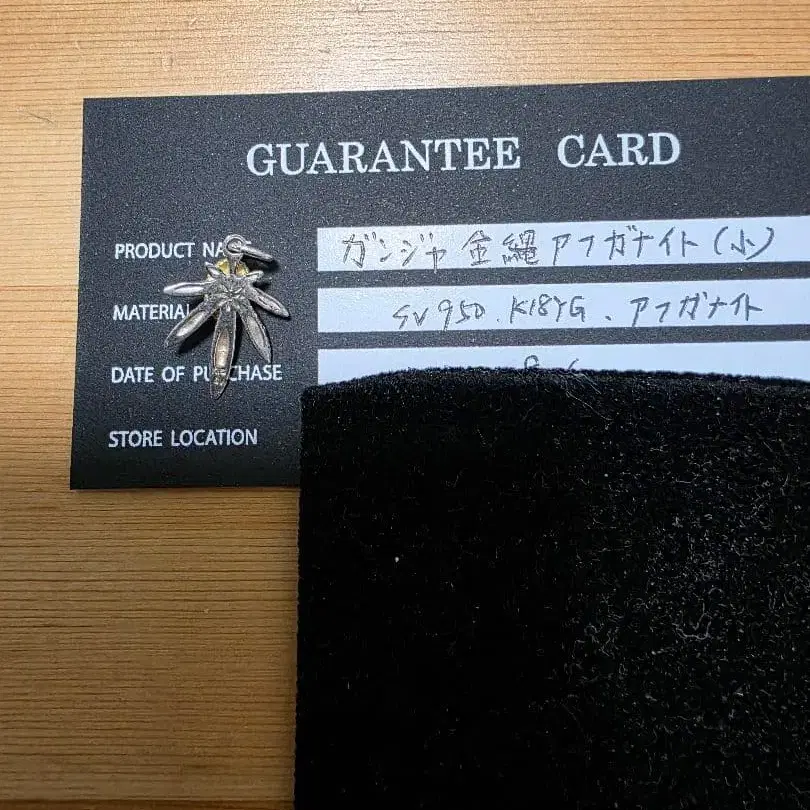 GUARANTEE CARD
PRODUCT NA
ガンジャ 金縄 アフガナイト(小)
MATERIAL
SV950. K18YG、アフガナイト
DATE OF PURCHASE
STORE LOCATION